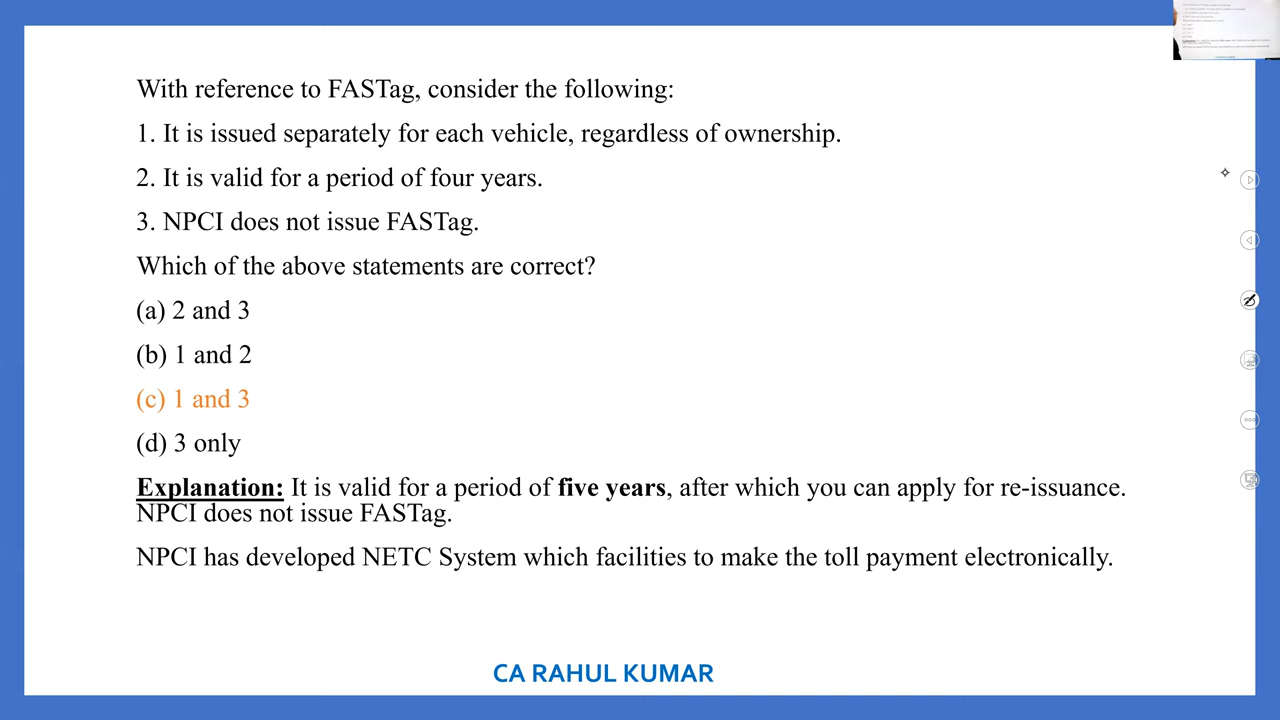 With reference to FASTag, consider the following:
1. It is issued separately for each vehicle, regardless of ownership.
2. It is valid for a period of four years.
3. NPCI does not issue FASTag.
Which of the above statements are correct?
(a) 2 and 3
(b) 1 and 2
(c) 1 and 3
(d) 3 only
Explanation: It is valid for a period of five years, after which you can apply for re-issuance.
NPCI does not issue FASTag.
NPCI has developed NETC System which facilities to make the toll payment electronically.
CA RAHUL KUMAR